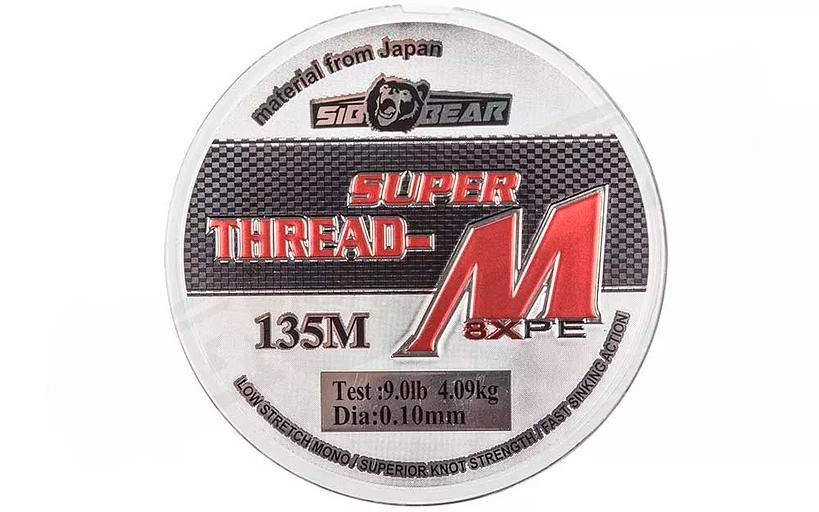 material from Japan
SIB BEAR
SUPER
THREAD-M
8XPE
135M
Test :9.0lb 4.09kg
Dia:0.10mm
LOW STRETCH MONO / SUPERIOR KNOT STRENGTH / FAST SINKING ACTION